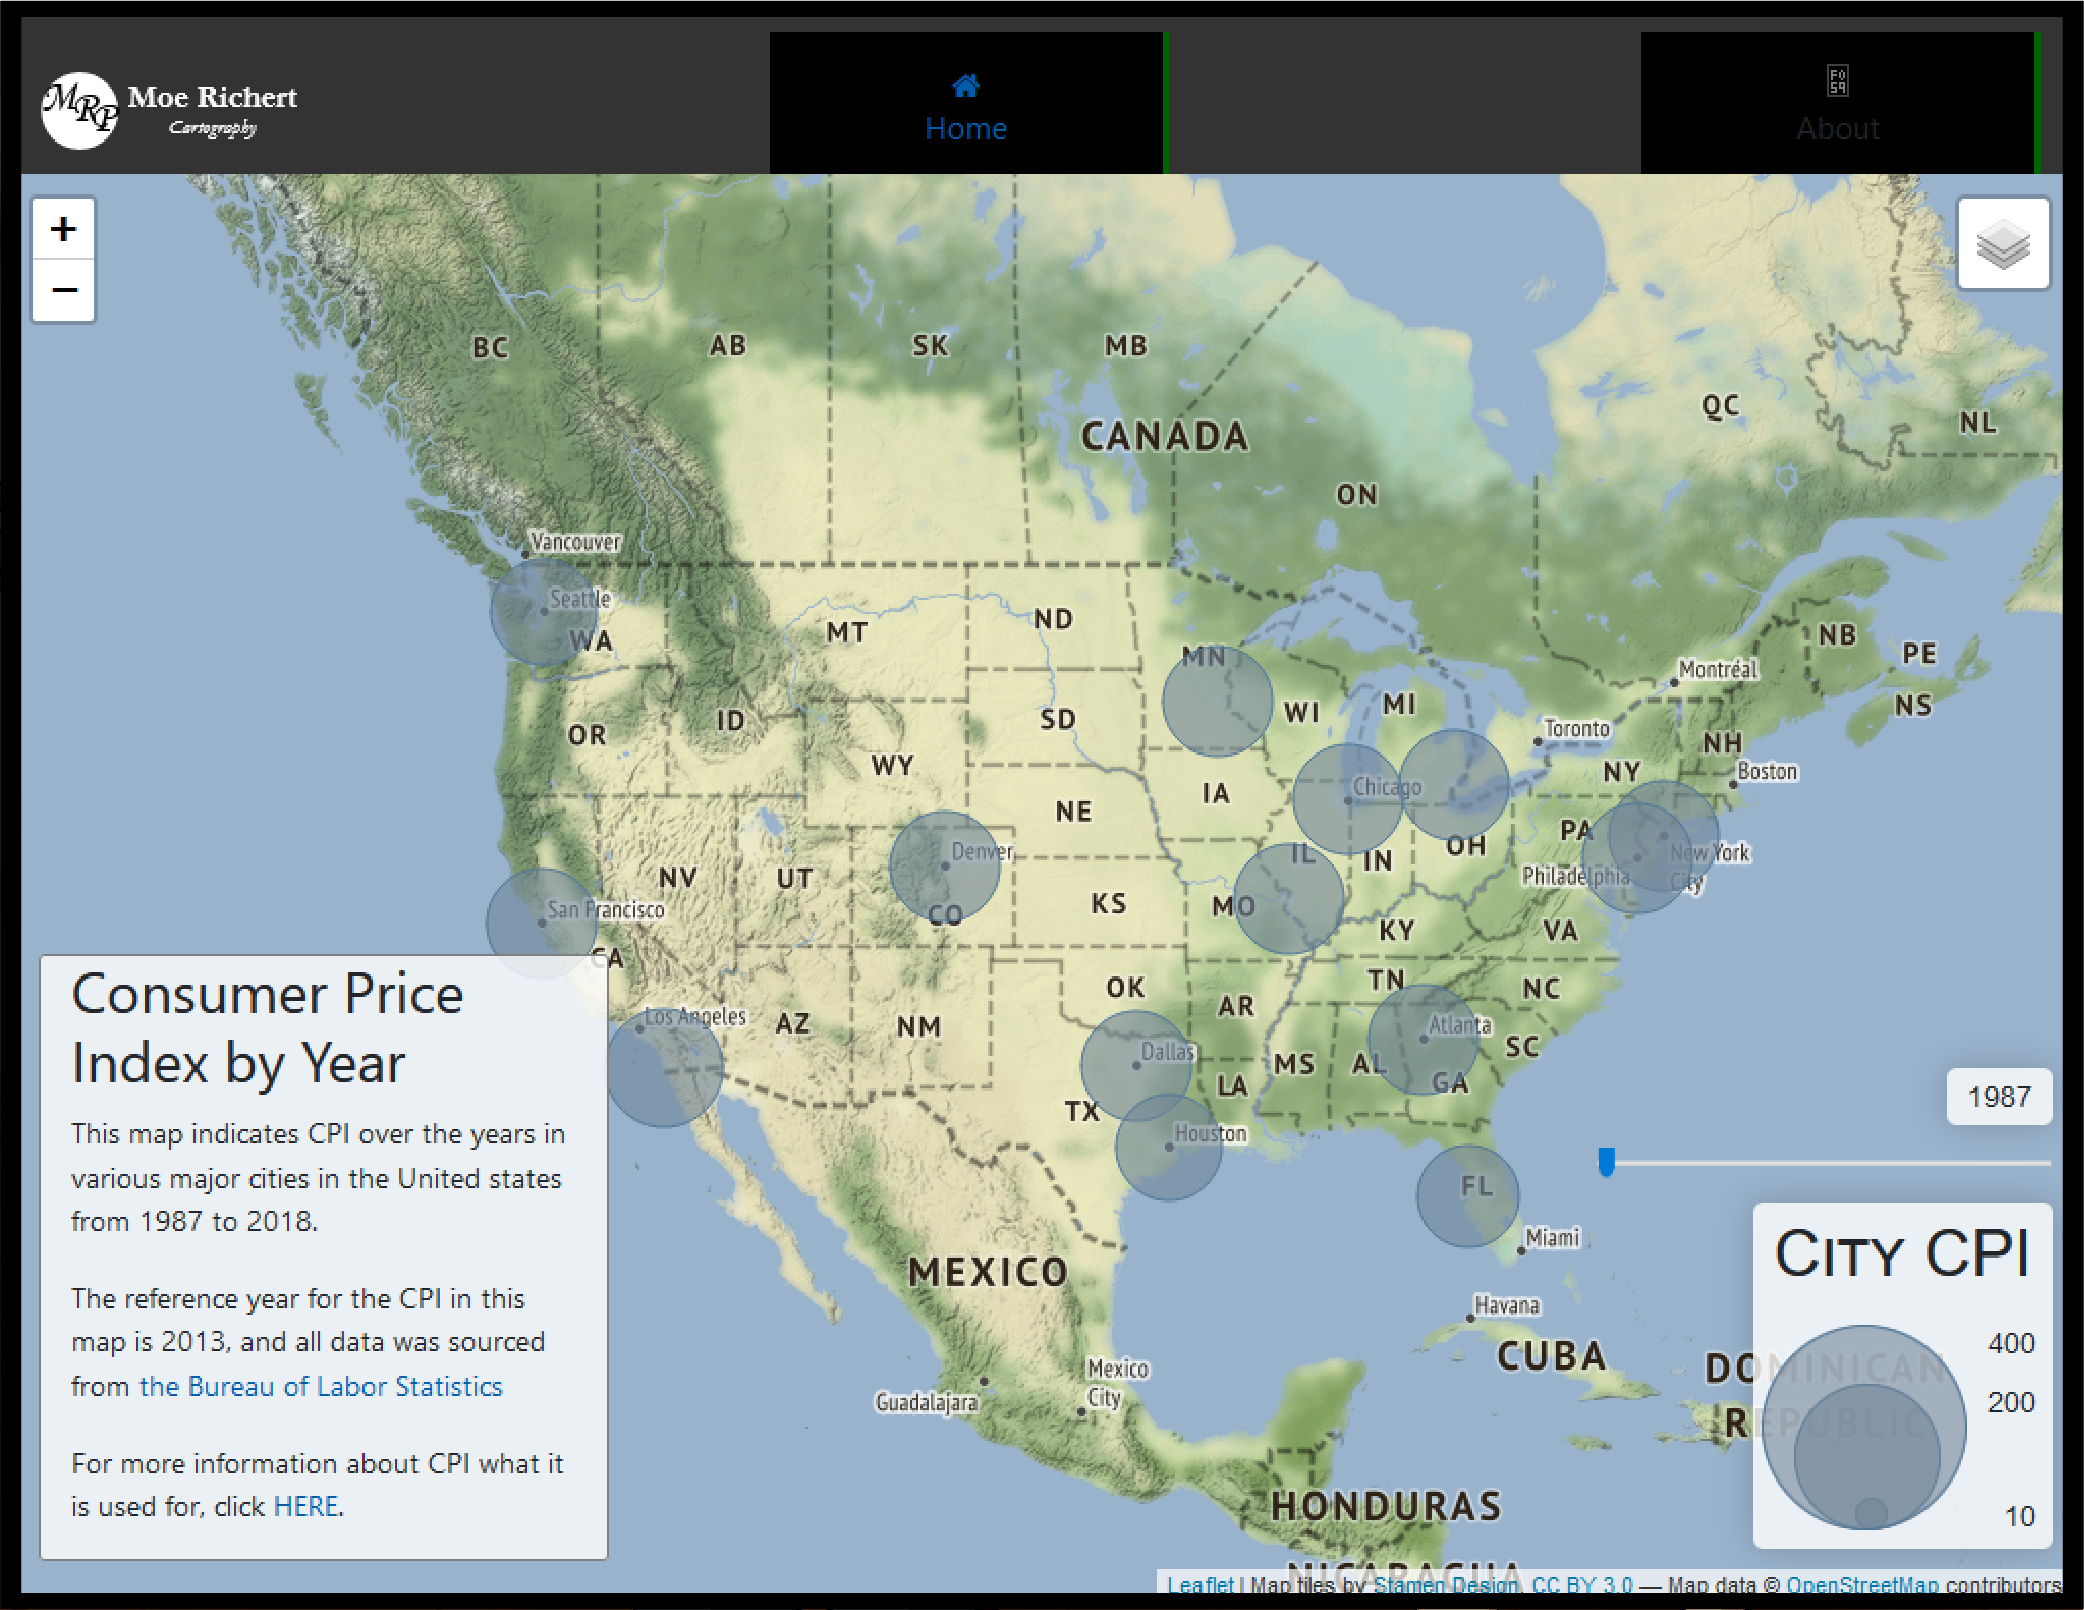 MRP
Moe Richert
Cartography
Home
F0
59
About
+
−
BC
AB
SK
MB
QC
NL
CANADA
ON
Vancouver
Seattle
WA
MT
ND
MN
NB
PE
Montréal
NS
OR
ID
SD
WI
MI
Toronto
NH
WY
NY
Boston
Chicago
IA
NE
PA
OH
Denver
IL
IN
New York
City
Philadelphia
NV
UT
KS
MO
CO
San Francisco
KY
VA
CA
TN
OK
NC
AR
Los Angeles
AZ
NM
Atlanta
SC
Dallas
MS
AL
GA
LA
TX
Houston
FL
Miami
MEXICO
Havana
CUBA
Mexico
City
Guadalajara
DOMINICAN
REPUBLIC
HONDURAS
NICARAGUA
Consumer Price
Index by Year
This map indicates CPI over the years in
various major cities in the United states
from 1987 to 2018.
The reference year for the CPI in this
map is 2013, and all data was sourced
from the Bureau of Labor Statistics
For more information about CPI what it
is used for, click HERE.
1987
City CPI
400
200
10
Leaflet | Map tiles by Stamen Design, CC BY 3.0 — Map data © OpenStreetMap contributors